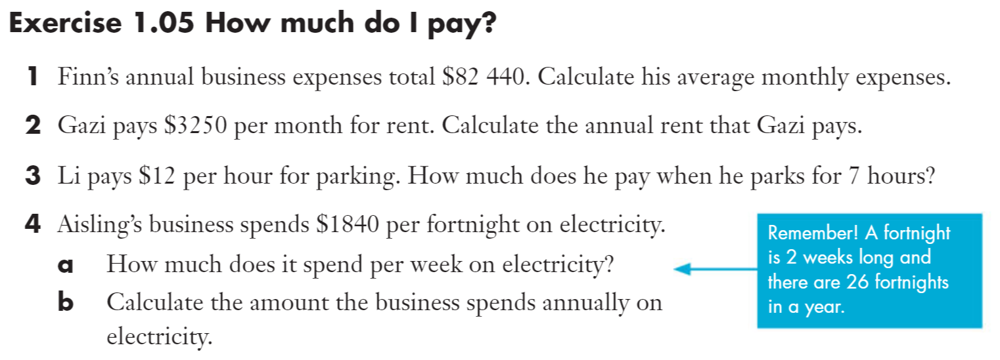 Exercise 1.05 How much do I pay?
1 Finn’s annual business expenses total $82 440. Calculate his average monthly expenses.
2 Gazi pays $3250 per month for rent. Calculate the annual rent that Gazi pays.
3 Li pays $12 per hour for parking. How much does he pay when he parks for 7 hours?
4 Aisling’s business spends $1840 per fortnight on electricity.
a How much does it spend per week on electricity?
b Calculate the amount the business spends annually on
electricity.
Remember! A fortnight
is 2 weeks long and
there are 26 fortnights
in a year.